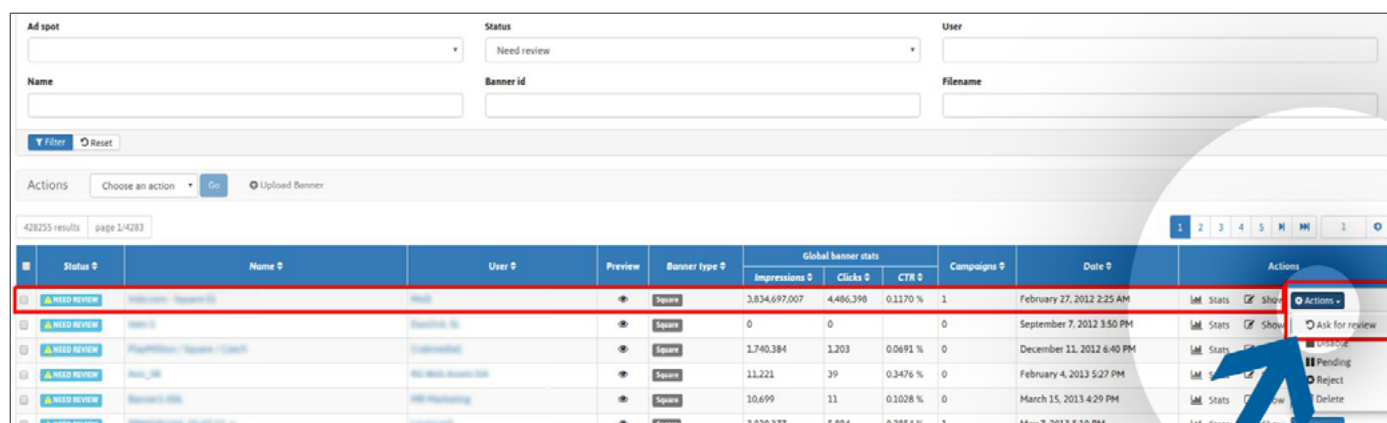 Ad spot Status User
Need review
Name Banner id Filename
Filter Reset
Actions Choose an action Go Upload Banner
428255 results page 1/4283 1 2 3 4 5 1
Global banner stats
Status Name User Preview Banner type Campaigns Date Actions
Impressions Clicks CTR
NEED REVIEW Square 3,834,697,007 4,486,398 0.1170 % 1 February 27, 2012 2:25 AM Stats Show Actions
NEED REVIEW Square 0 0 0 September 7, 2012 3:50 PM Stats Show Ask for review
NEED REVIEW Square 1,740,384 1,203 0.0691 % 0 December 11, 2012 6:40 PM Stats Disable
Pending
NEED REVIEW Square 11,221 39 0.3476 % 0 February 4, 2013 5:27 PM Reject
NEED REVIEW Square 10,699 11 0.1028 % 0 March 15, 2013 4:29 PM Stats Delete